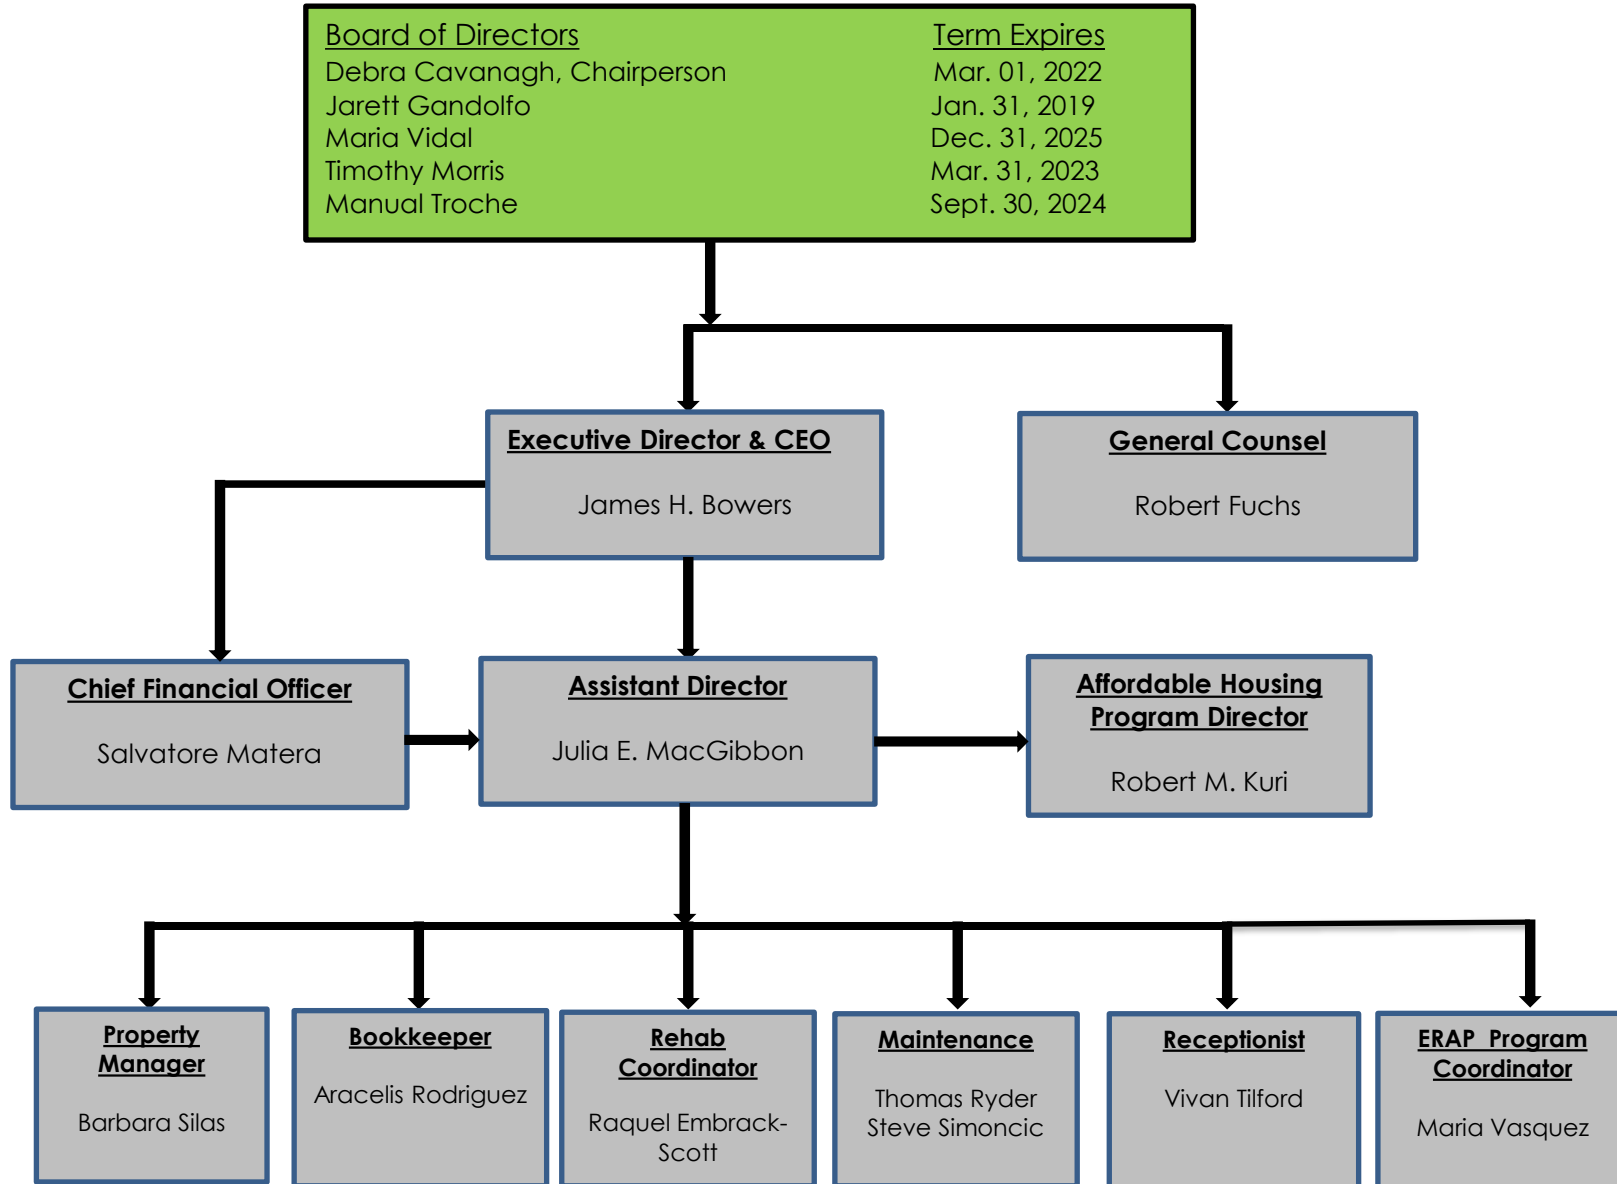 Board of Directors Term Expires
Debra Cavanagh, Chairperson Mar. 01, 2022
Jarett Gandolfo Jan. 31, 2019
Maria Vidal Dec. 31, 2025
Timothy Morris Mar. 31, 2023
Manual Troche Sept. 30, 2024
Executive Director & CEO
James H. Bowers
General Counsel
Robert Fuchs
Chief Financial Officer
Salvatore Matera
Assistant Director
Julia E. MacGibbon
Affordable Housing
Program Director
Robert M. Kuri
Property
Manager
Barbara Silas
Bookkeeper
Aracelis Rodriguez
Rehab
Coordinator
Raquel Embrack-
Scott
Maintenance
Thomas Ryder
Steve Simoncic
Receptionist
Vivan Tilford
ERAP Program
Coordinator
Maria Vasquez